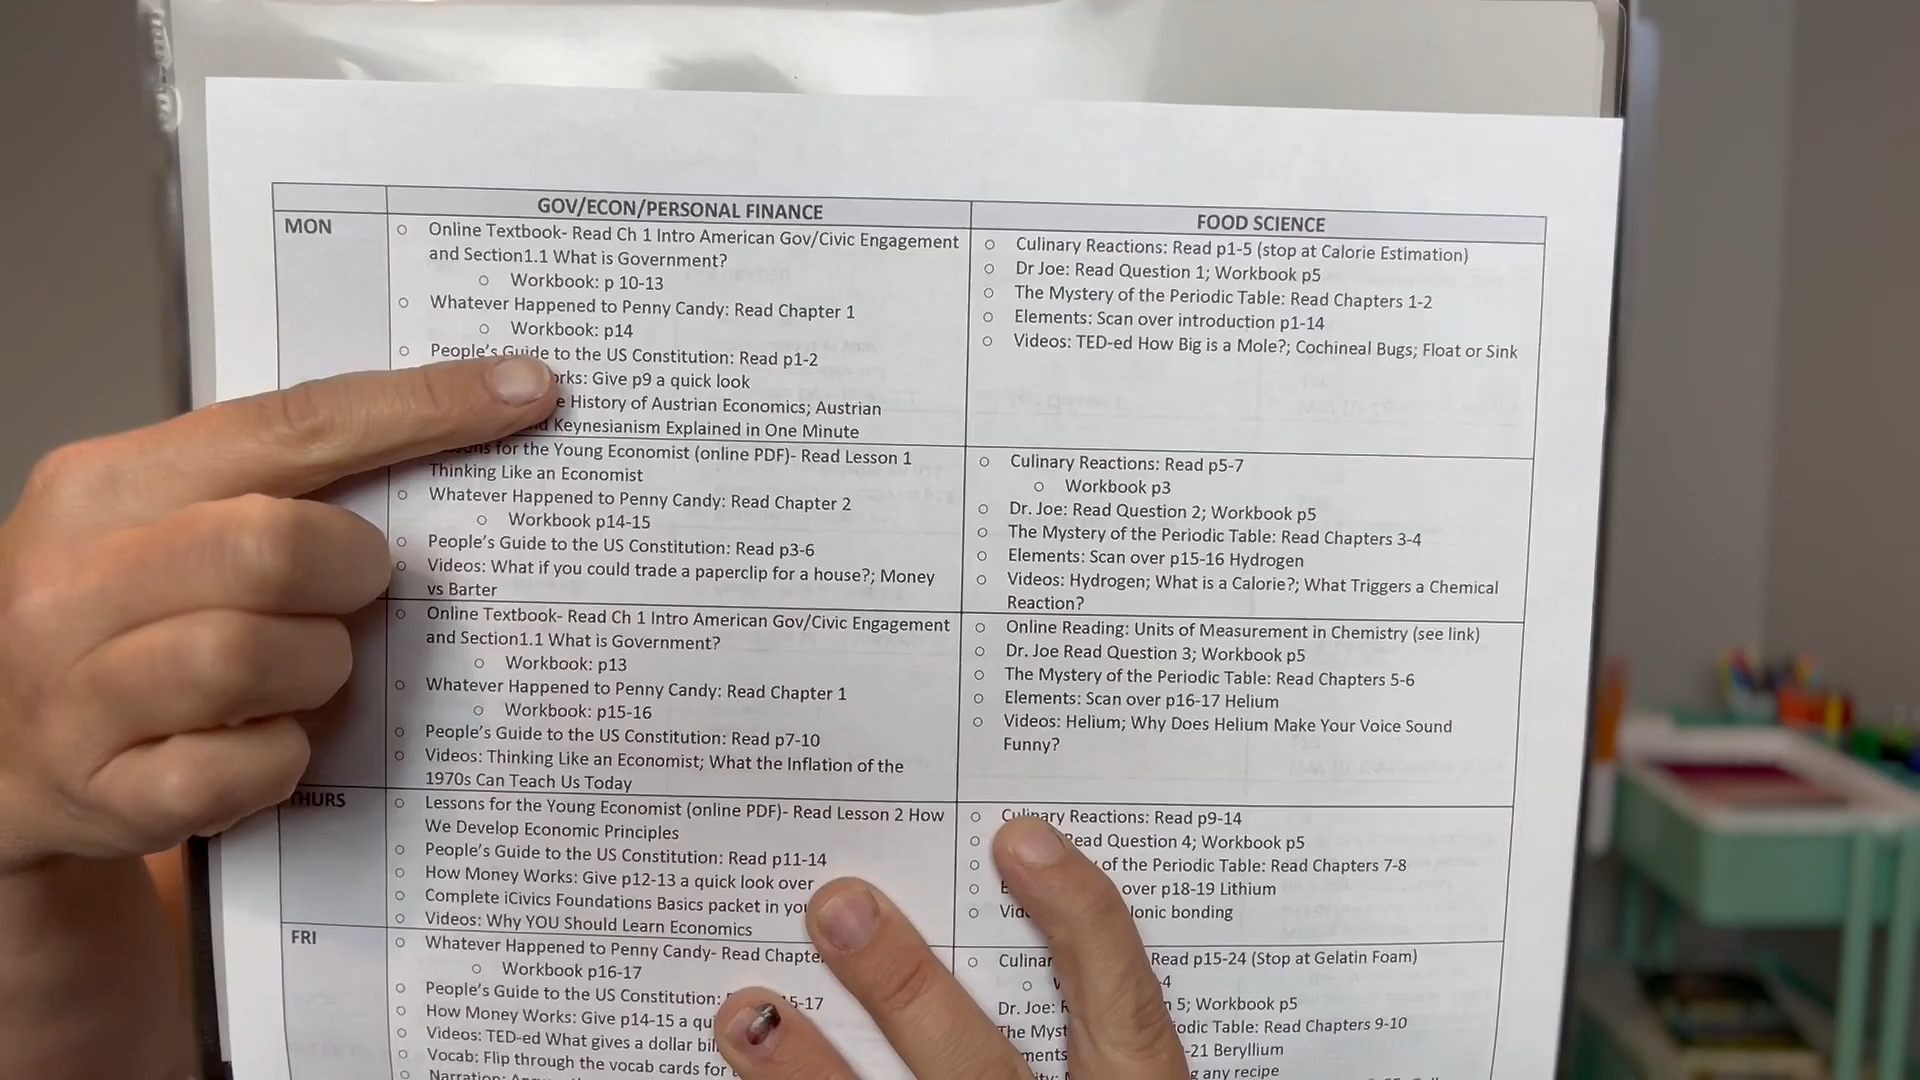 GOV/ECON/PERSONAL FINANCE
FOOD SCIENCE
MON
Online Textbook- Read Ch 1 Intro American Gov/Civic Engagement
and Section1.1 What is Government?
Workbook: p 10-13
Whatever Happened to Penny Candy: Read Chapter 1
Workbook: p14
People's Guide to the US Constitution: Read p1-2
Give p9 a quick look
History of Austrian Economics; Austrian
Keynesianism Explained in One Minute
Culinary Reactions: Read p1-5 (stop at Calorie Estimation)
Dr Joe: Read Question 1; Workbook p5
The Mystery of the Periodic Table: Read Chapters 1-2
Elements: Scan over introduction p1-14
Videos: TED-ed How Big is a Mole?; Cochineal Bugs; Float or Sink
for the Young Economist (online PDF)- Read Lesson 1
Thinking Like an Economist
Whatever Happened to Penny Candy: Read Chapter 2
Workbook p14-15
People's Guide to the US Constitution: Read p3-6
Videos: What if you could trade a paperclip for a house?; Money
vs Barter
Culinary Reactions: Read p5-7
Workbook p3
Dr. Joe: Read Question 2; Workbook p5
The Mystery of the Periodic Table: Read Chapters 3-4
Elements: Scan over p15-16 Hydrogen
Videos: Hydrogen; What is a Calorie?; What Triggers a Chemical
Reaction?
Online Textbook- Read Ch 1 Intro American Gov/Civic Engagement
and Section1.1 What is Government?
Workbook: p13
Whatever Happened to Penny Candy: Read Chapter 1
Workbook: p15-16
People's Guide to the US Constitution: Read p7-10
Videos: Thinking Like an Economist; What the Inflation of the
1970s Can Teach Us Today
Online Reading: Units of Measurement in Chemistry (see link)
Dr. Joe Read Question 3; Workbook p5
The Mystery of the Periodic Table: Read Chapters 5-6
Elements: Scan over p16-17 Helium
Videos: Helium; Why Does Helium Make Your Voice Sound
Funny?
THURS
Lessons for the Young Economist (online PDF)- Read Lesson 2 How
We Develop Economic Principles
People's Guide to the US Constitution: Read p11-14
How Money Works: Give p12-13 a quick look over
Complete iCivics Foundations Basics packet in
Videos: Why YOU Should Learn Economics
Culinary Reactions: Read p9-14
Read Question 4; Workbook p5
of the Periodic Table: Read Chapters 7-8
over p18-19 Lithium
Ionic bonding
FRI
Whatever Happened to Penny Candy- Read
Workbook p16-17
People's Guide to the US Constitution:
How Money Works: Give p14-15 a
Videos: TED-ed What gives a dollar
Vocab: Flip through the vocab cards for
Narration:
Read p15-24 (Stop at Gelatin Foam)
Dr. Joe: 5; Workbook p5
The Table: Read Chapters 9-10
Beryllium
any recipe